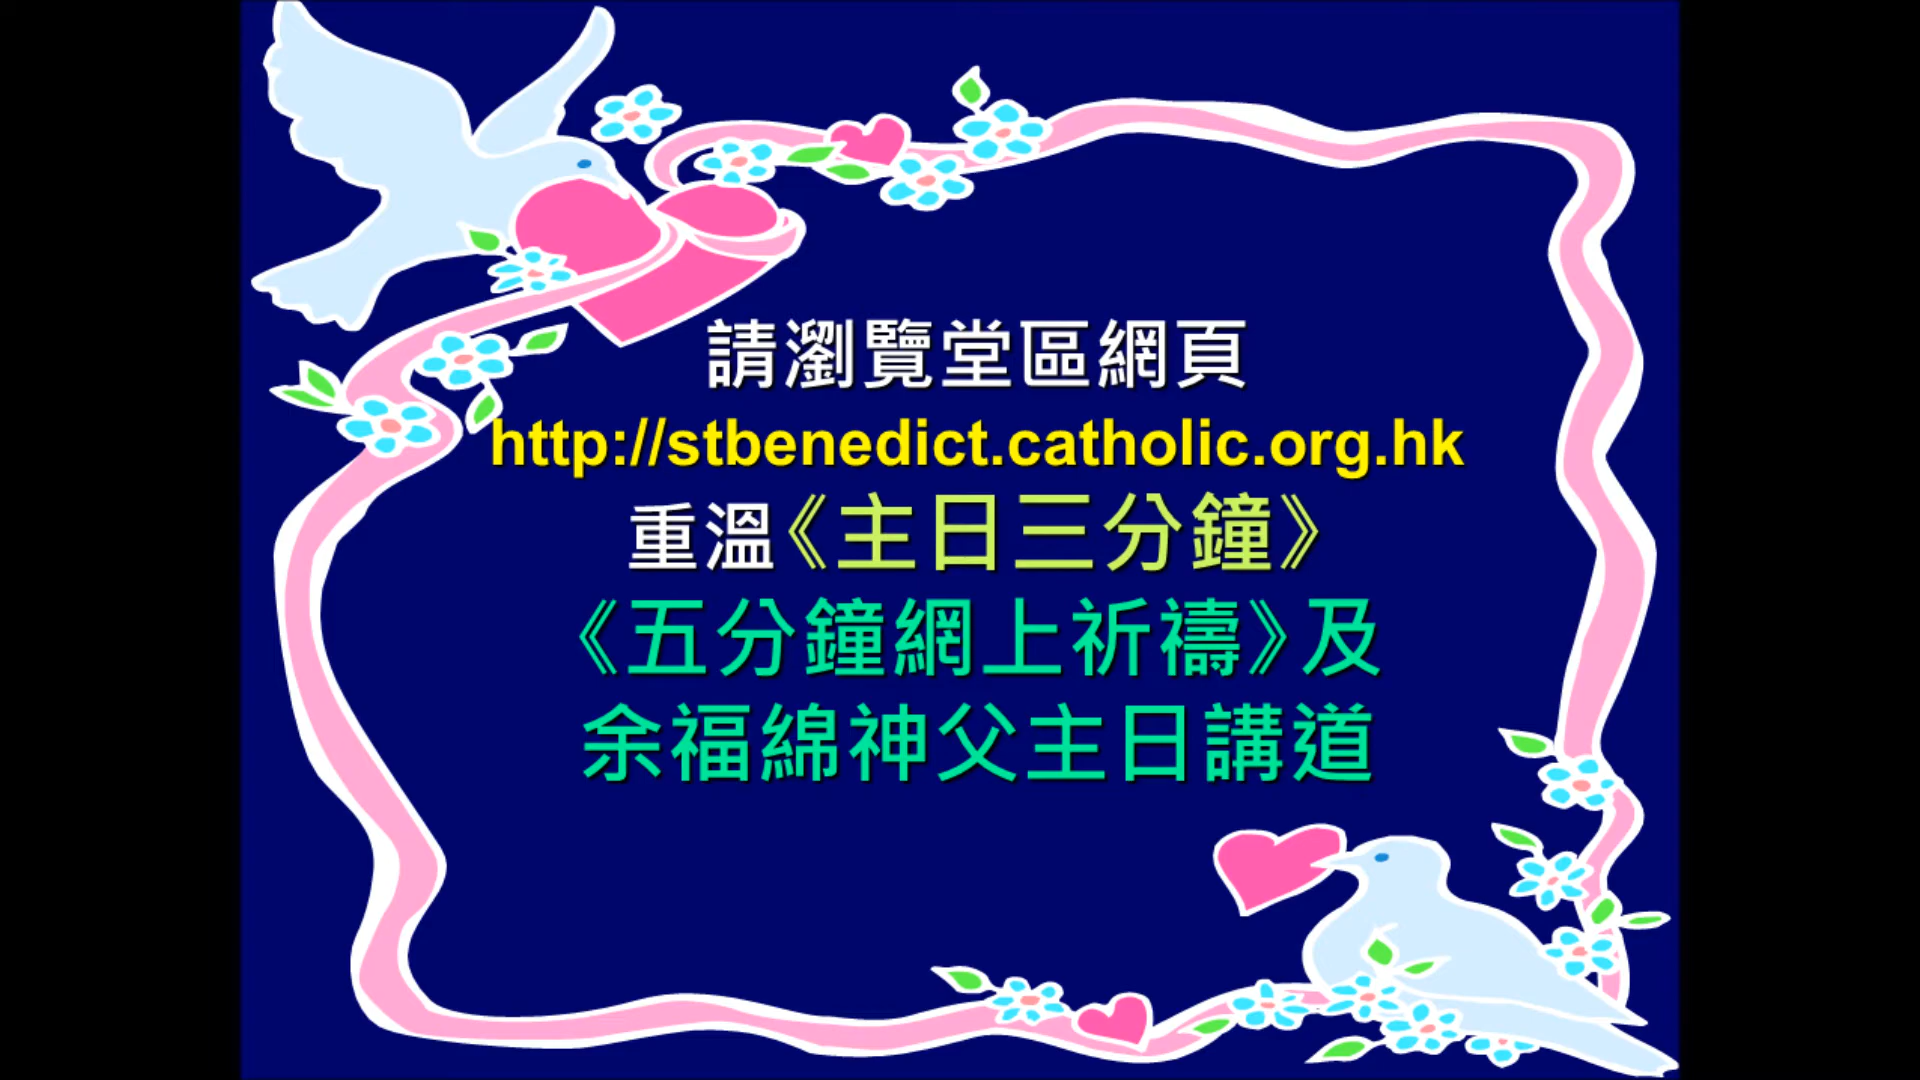 請瀏覽堂區網頁
http://stbenedict.catholic.org.hk
重溫《主日三分鐘》
《五分鐘網上祈禱》及
余福綿神父主日講道